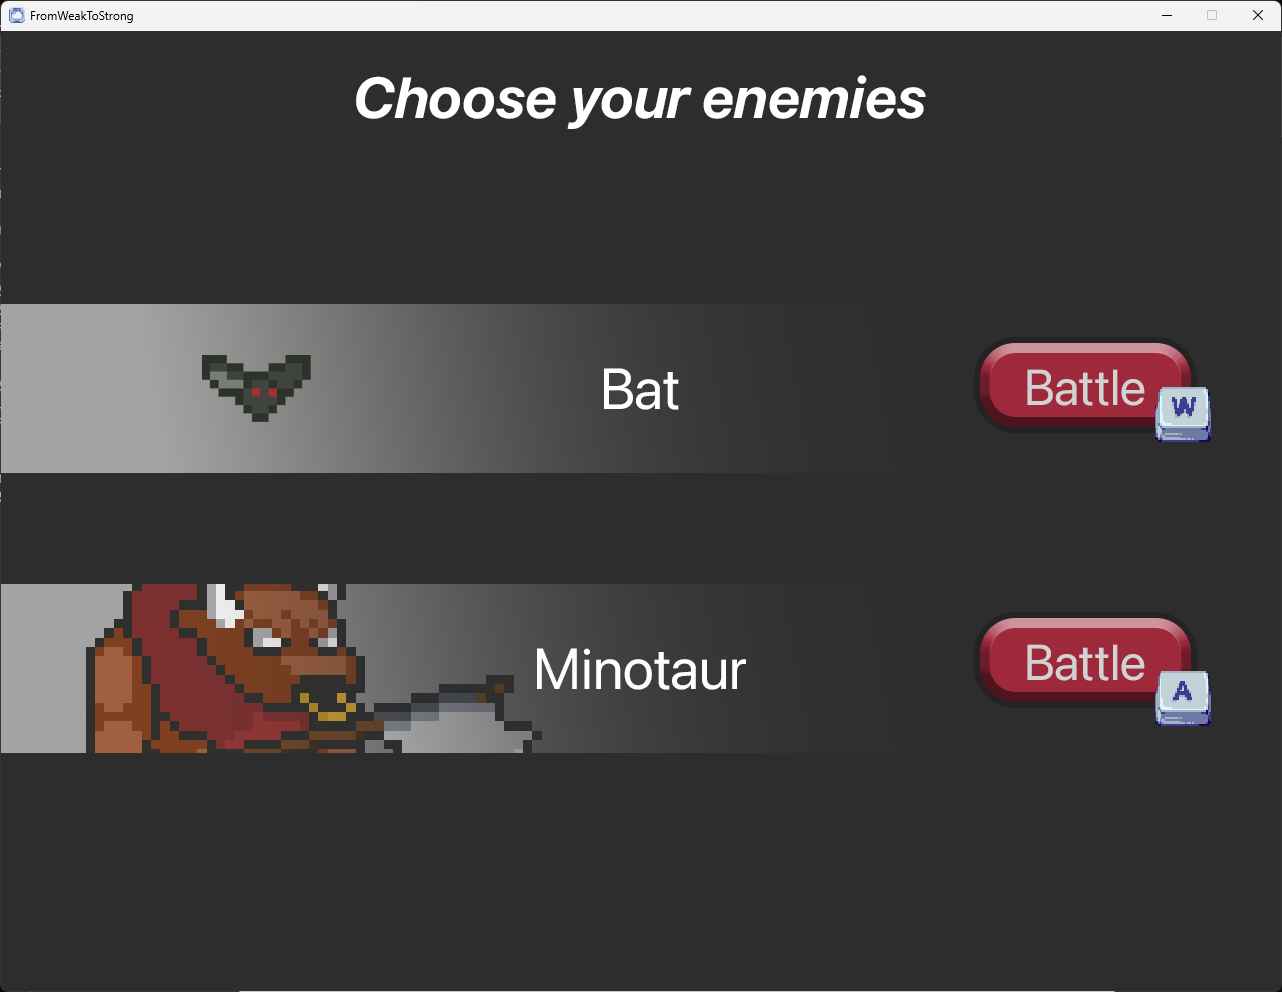 FromWeakToStrong
Choose your enemies
Bat
Battle
W
Minotaur
Battle
A